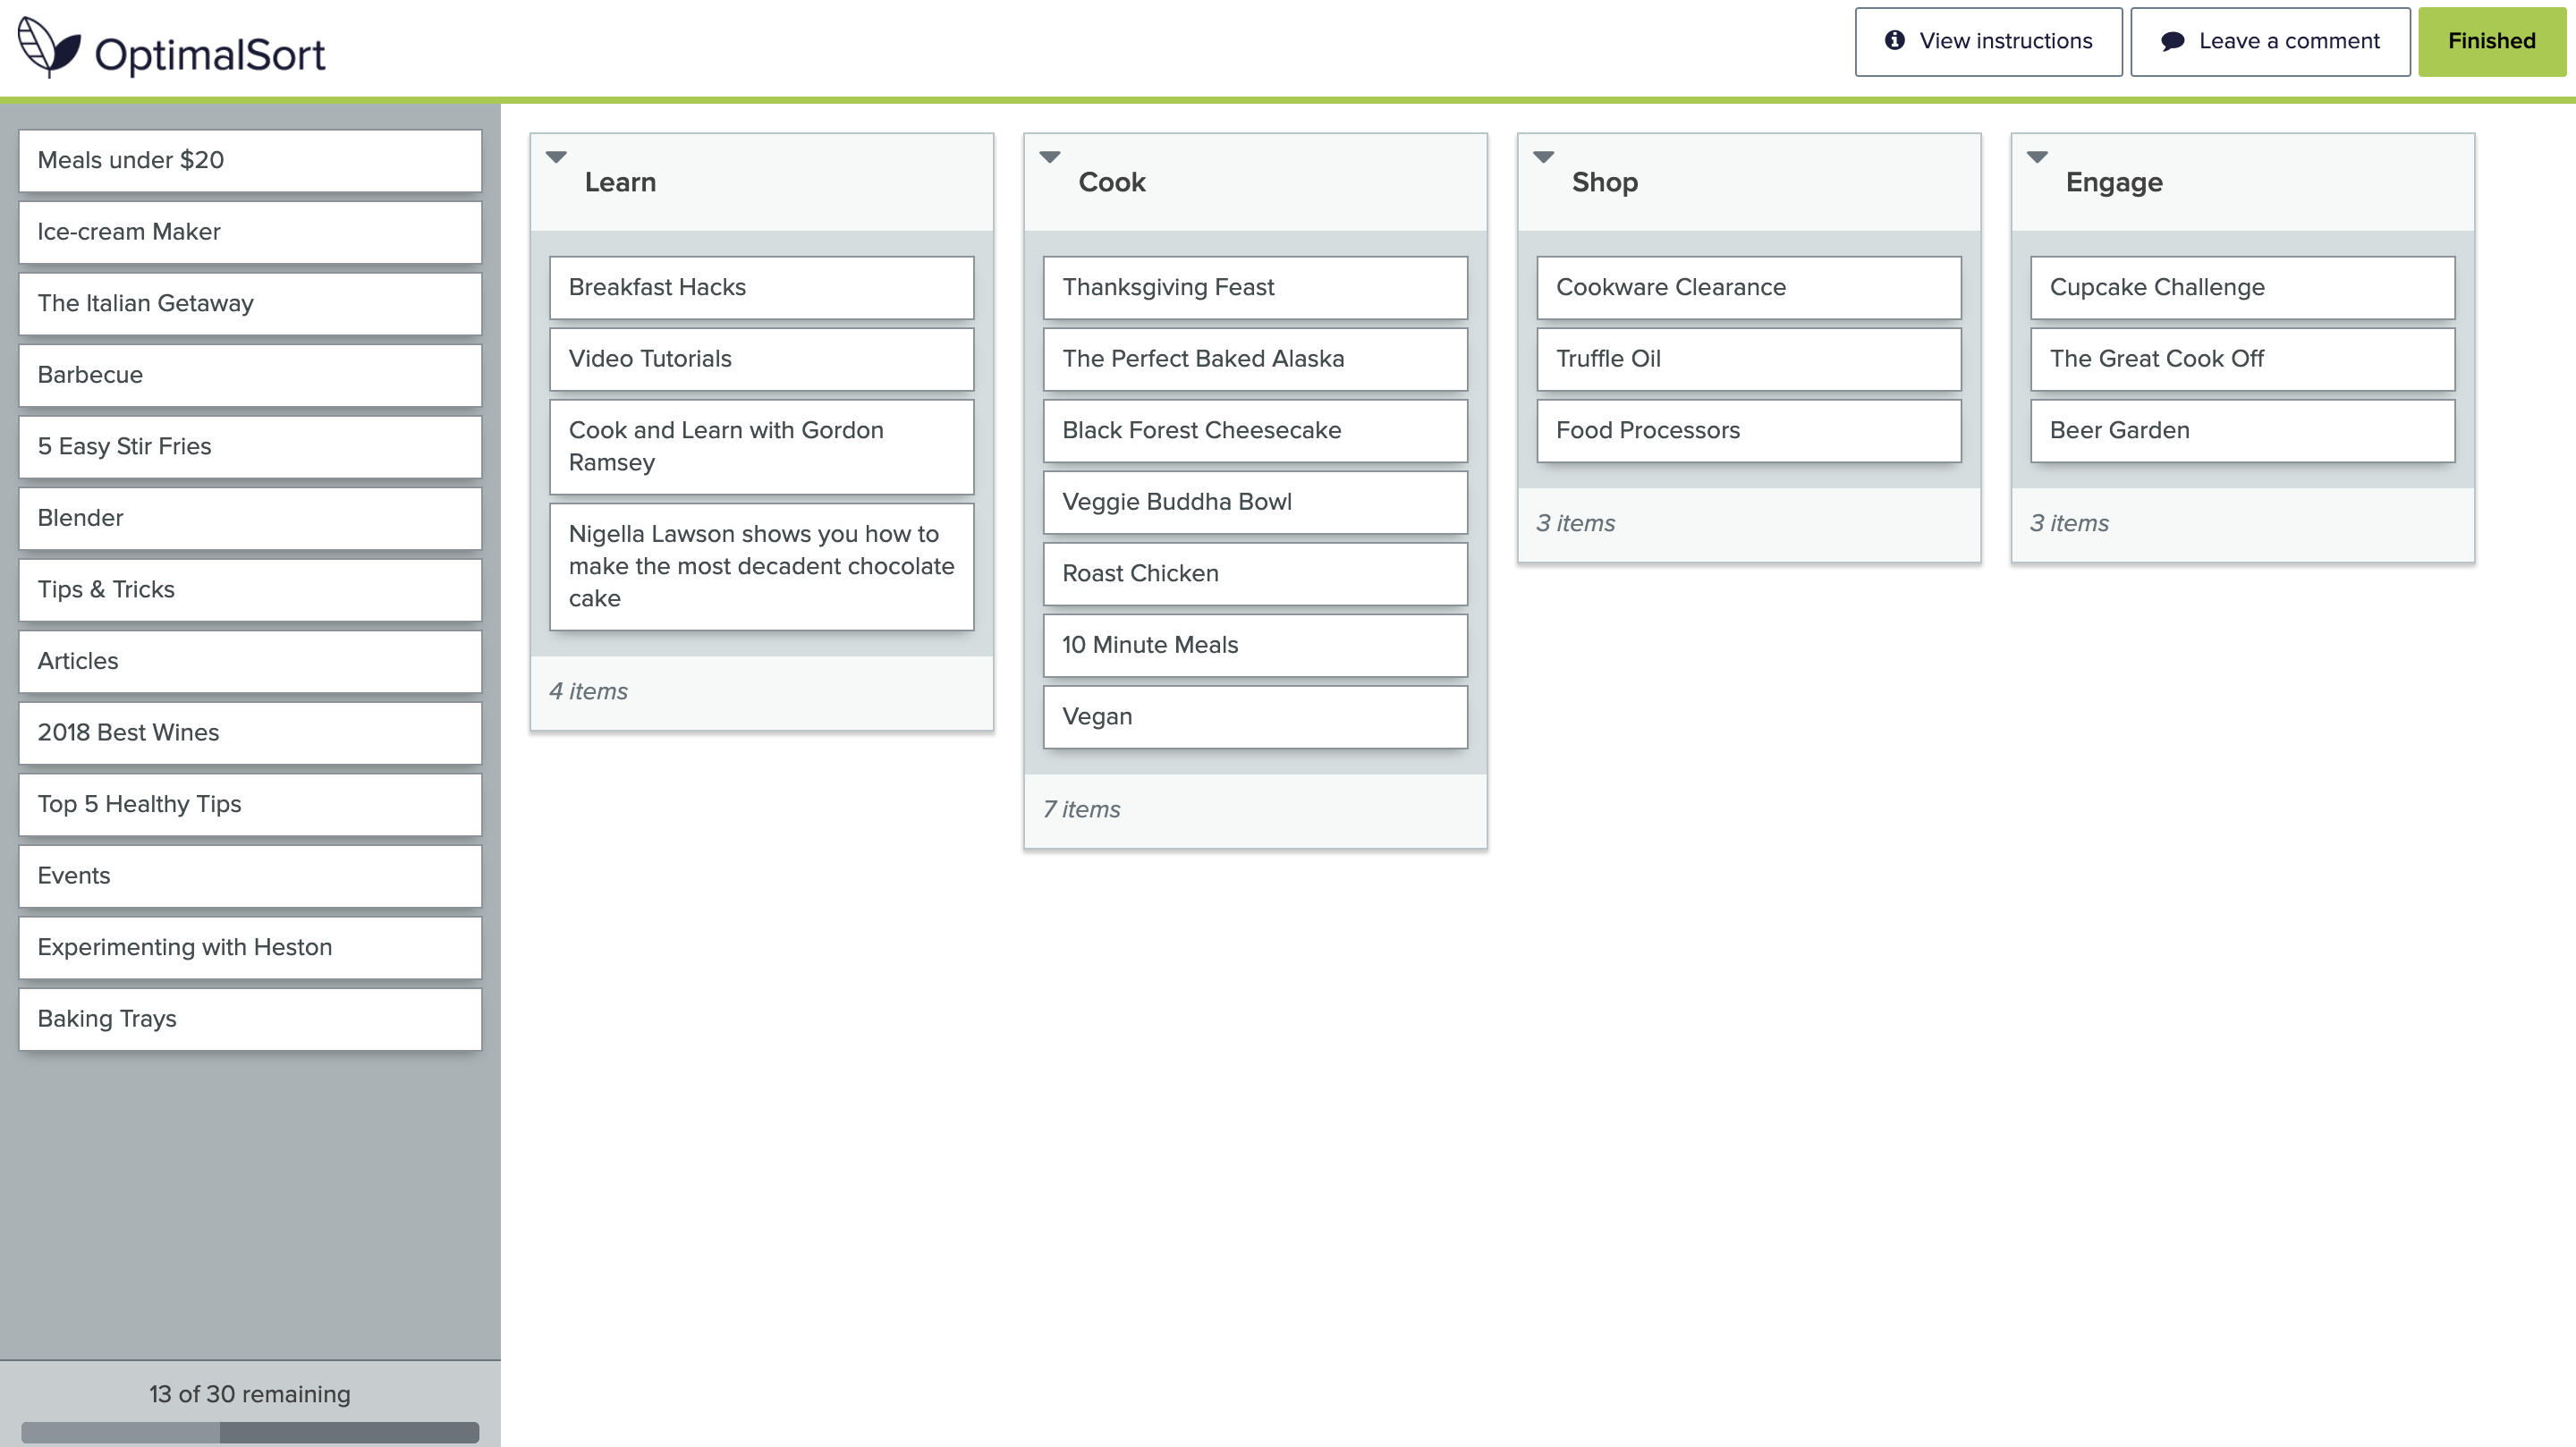 OptimalSort
View instructions
Leave a comment
Finished
Meals under $20
Ice-cream Maker
The Italian Getaway
Barbecue
5 Easy Stir Fries
Blender
Tips & Tricks
Articles
2018 Best Wines
Top 5 Healthy Tips
Events
Experimenting with Heston
Baking Trays
13 of 30 remaining
Learn
Breakfast Hacks
Video Tutorials
Cook and Learn with Gordon
Ramsey
Nigella Lawson shows you how to
make the most decadent chocolate
cake
4 items
Cook
Thanksgiving Feast
The Perfect Baked Alaska
Black Forest Cheesecake
Veggie Buddha Bowl
Roast Chicken
10 Minute Meals
Vegan
7 items
Shop
Cookware Clearance
Truffle Oil
Food Processors
3 items
Engage
Cupcake Challenge
The Great Cook Off
Beer Garden
3 items